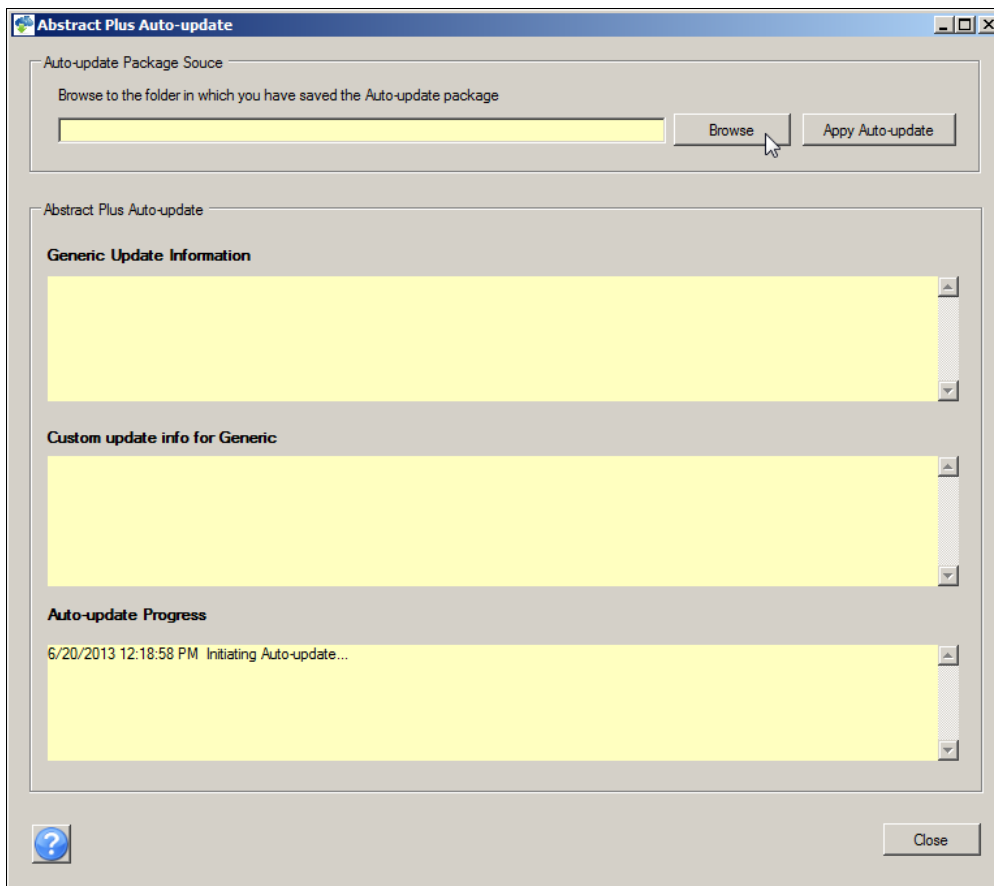 Abstract Plus Auto-update
Auto-update Package Souce
Browse to the folder in which you have saved the Auto-update package
Browse
Appy Auto-update
Abstract Plus Auto-update
Generic Update Information
Custom update info for Generic
Auto-update Progress
6/20/2013 12:18:58 PM Initiating Auto-update...
?
Close